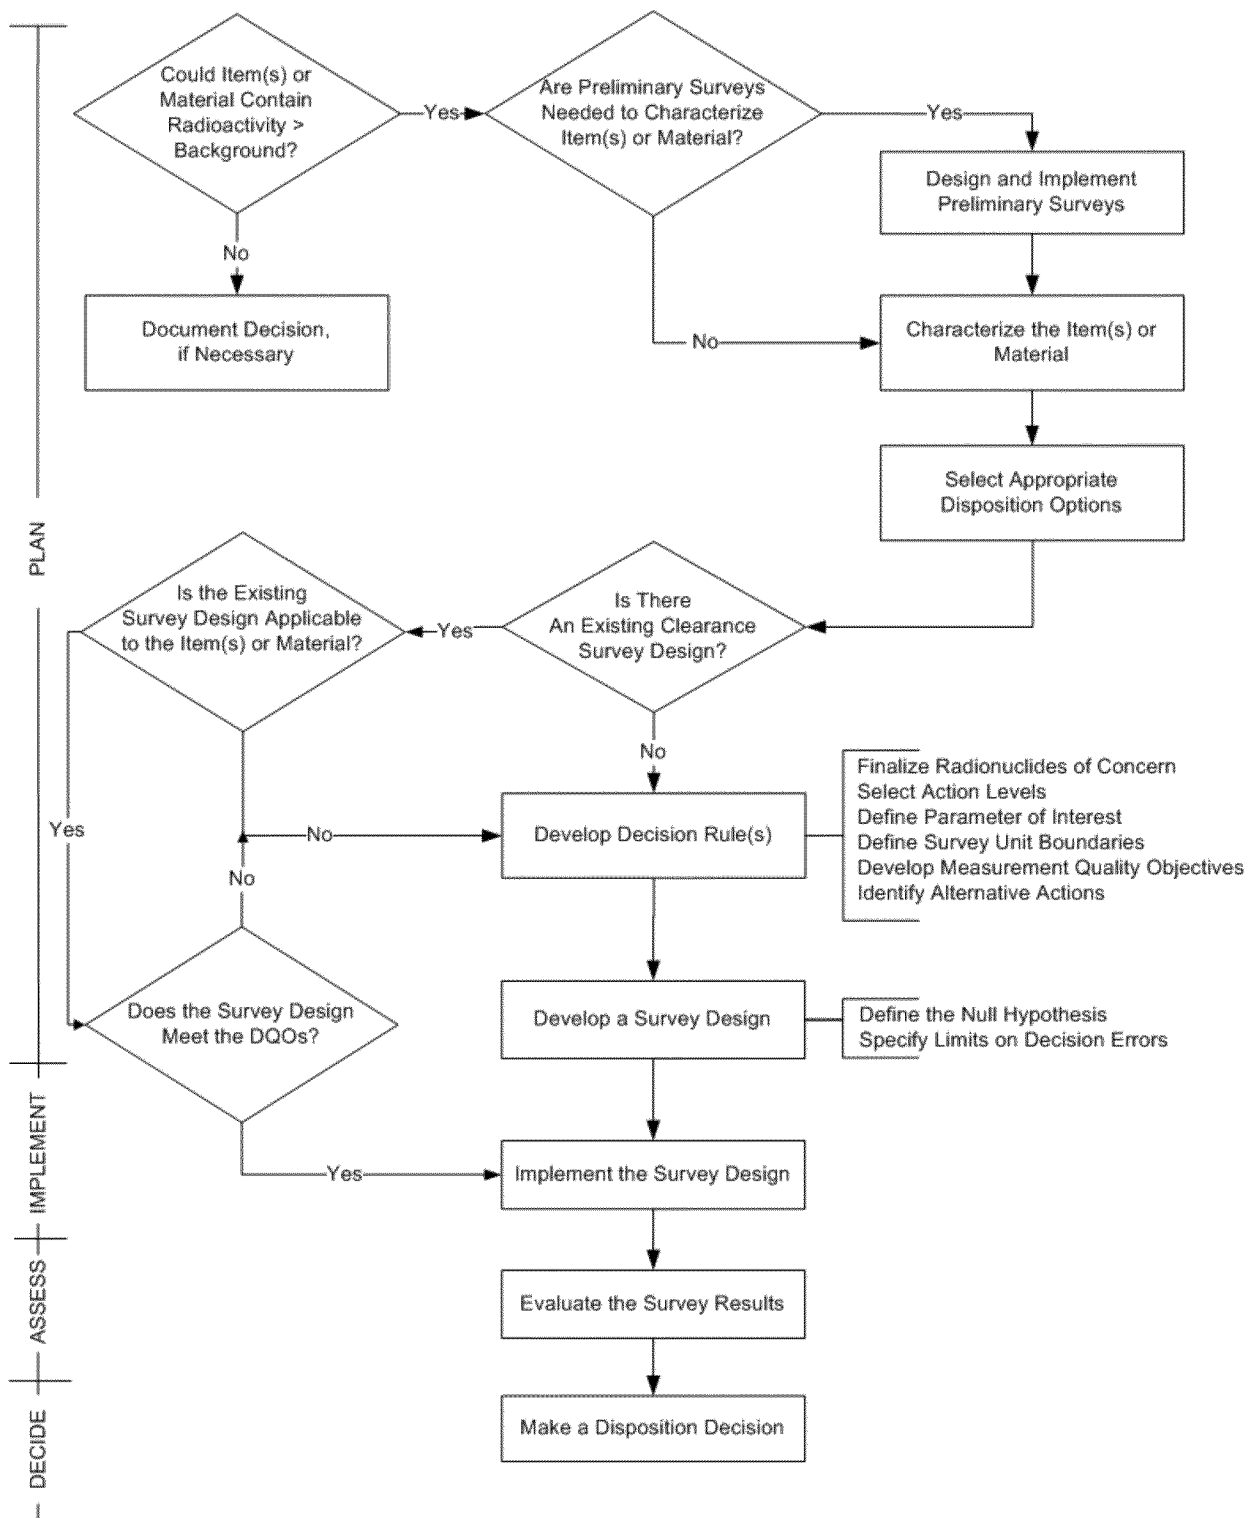 Could Item(s) or
Material Contain
Radioactivity >
Background?
Yes
Are Preliminary Surveys
Needed to Characterize
Item(s) or Material?
Yes
Design and Implement
Preliminary Surveys
No
Document Decision,
if Necessary
No
Characterize the Item(s) or
Material
Select Appropriate
Disposition Options
PLAN
Is the Existing
Survey Design Applicable
to the Item(s) or Material?
Yes
Is There
An Existing Clearance
Survey Design?
No
Yes
No
Develop Decision Rule(s)
Finalize Radionuclides of Concern
Select Action Levels
Define Parameter of Interest
Define Survey Unit Boundaries
Develop Measurement Quality Objectives
Identify Alternative Actions
No
Does the Survey Design
Meet the DQOs?
Develop a Survey Design
Define the Null Hypothesis
Specify Limits on Decision Errors
IMPLEMENT
Yes
Implement the Survey Design
ASSESS
Evaluate the Survey Results
DECIDE
Make a Disposition Decision